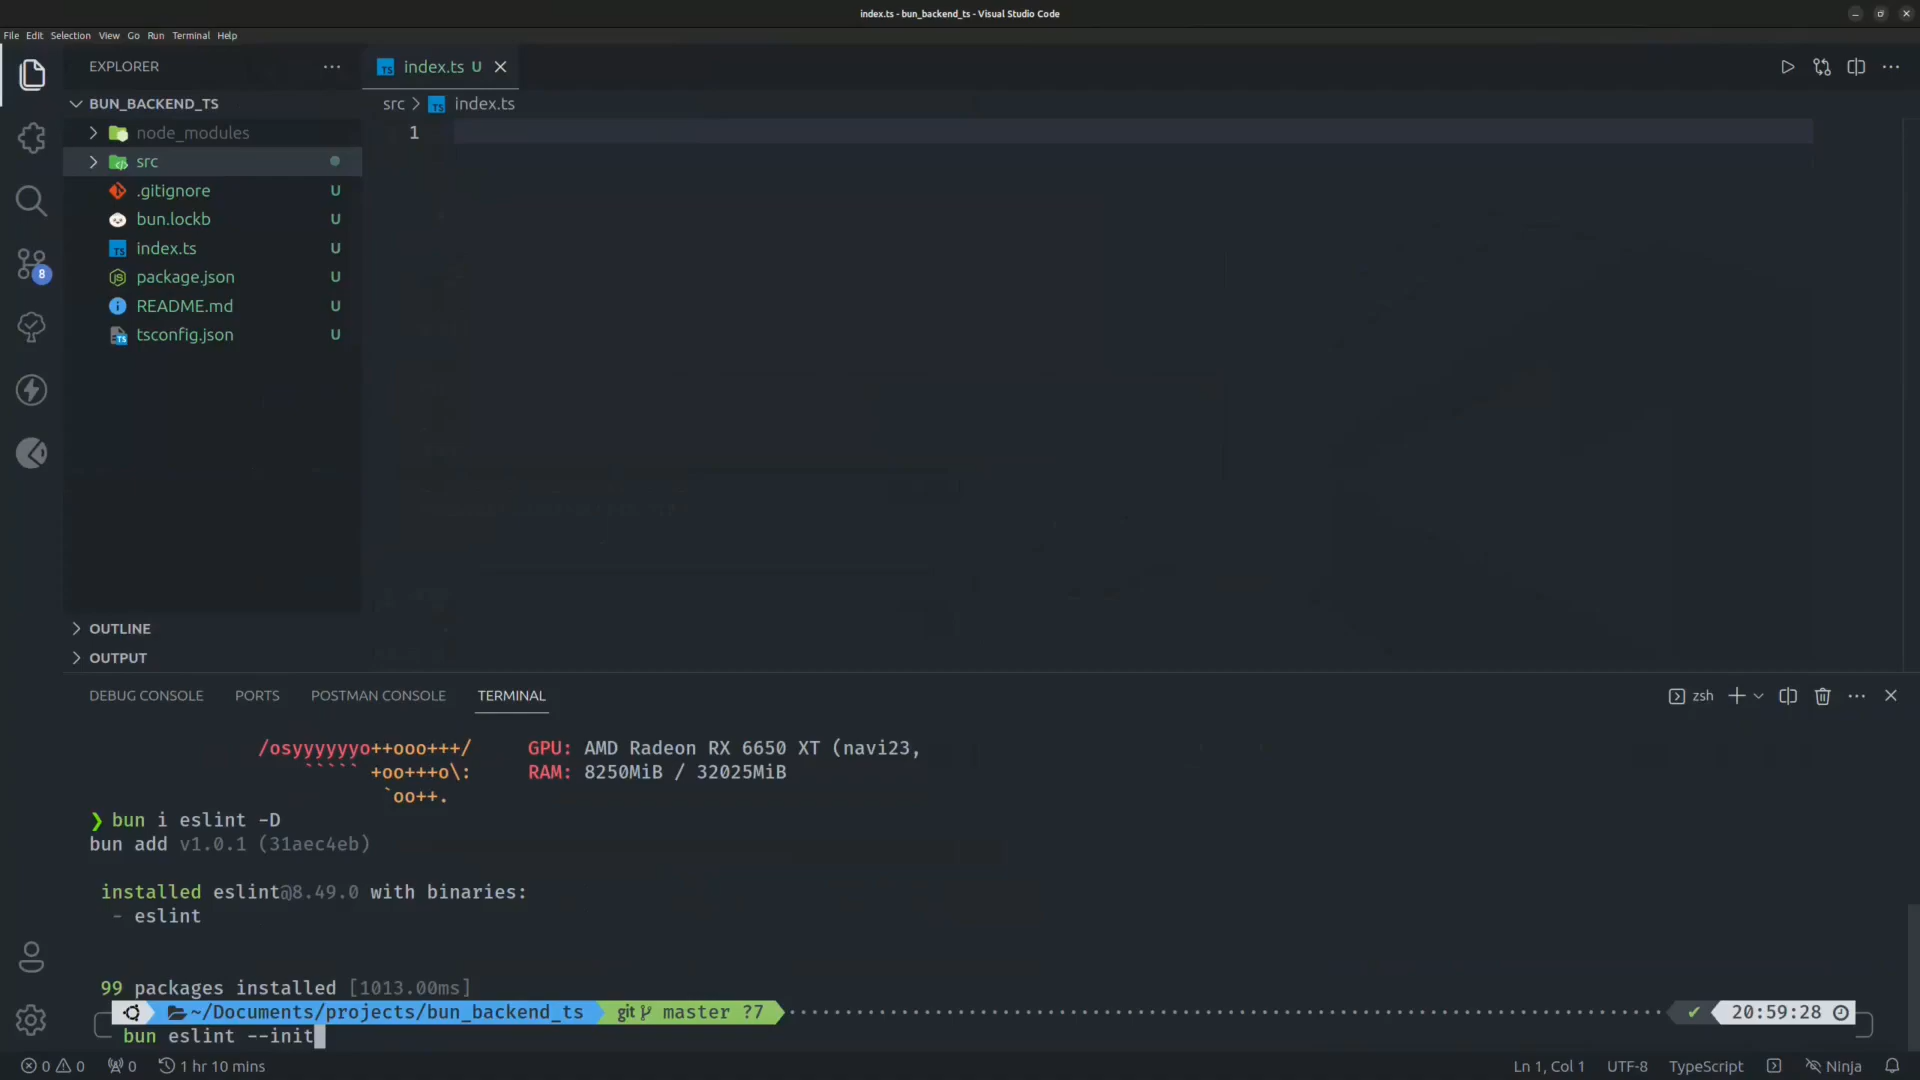 index.ts - bun_backend_ts - Visual Studio Code
File Edit Selection View Go Run Terminal Help
EXPLORER
index.ts U
BUN_BACKEND_TS
src > TS index.ts
node_modules
1
src
.gitignore U
bun.lockb U
TS index.ts U
package.json U
README.md U
tsconfig.json U
8
OUTLINE
OUTPUT
DEBUG CONSOLE PORTS POSTMAN CONSOLE TERMINAL
zsh
/osyyyyyyo++ooo+++/ GPU: AMD Radeon RX 6650 XT (navi23,
````` +oo+++o\: RAM: 8250MiB / 32025MiB
`oo++.
❯ bun i eslint -D
bun add v1.0.1 (31aec4eb)
installed eslint@8.49.0 with binaries:
- eslint
99 packages installed [1013.00ms]
~/Documents/projects/bun_backend_ts git master ?7 ✔ 20:59:28
bun eslint --init
0 0 0 1 hr 10 mins Ln 1, Col 1 UTF-8 TypeScript Ninja